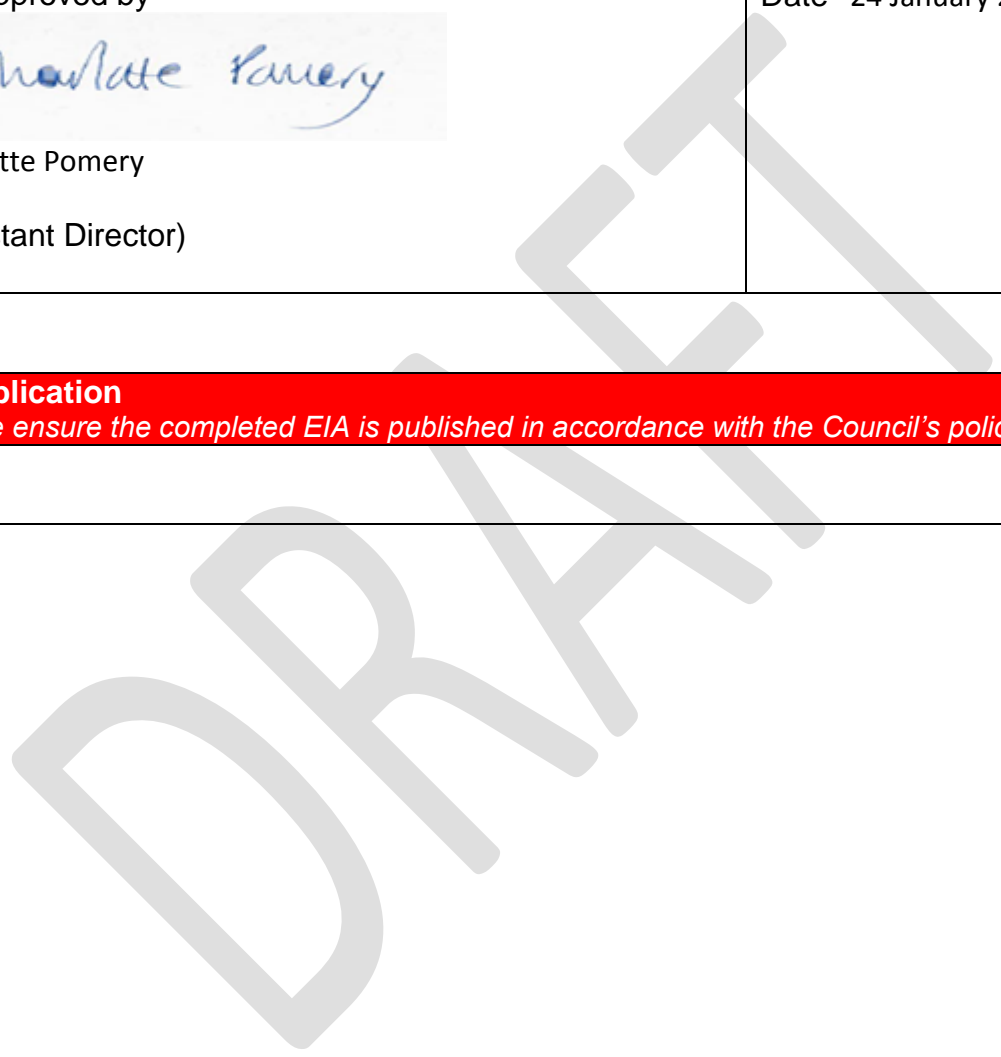 pproved by
Date 24 January 2
harlotte Pomery
tte Pomery
tant Director)
plication
e ensure the completed EIA is published in accordance with the Council's polic
DRAFT